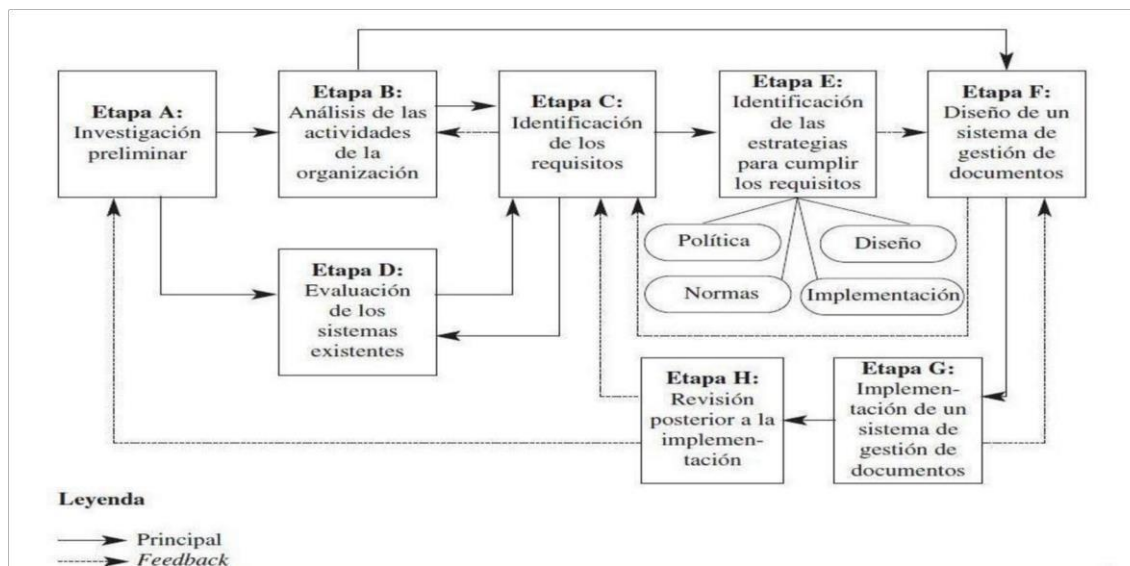 Etapa A:
Investigación
preliminar
Etapa B:
Análisis de las
actividades
de la
organización
Etapa C:
Identificación
de los
requisitos
Etapa E:
Identificación
de las
estrategias
para cumplir
los requisitos
Etapa F:
Diseño de un
sistema de
gestión de
documentos
Política
Diseño
Normas
Implementación
Etapa D:
Evaluación
de los
sistemas
existentes
Etapa H:
Revisión
posterior a la
implemen-
tación
Etapa G:
Implemen-
tación de un
sistema de
gestión de
documentos
Leyenda
Principal
Feedback